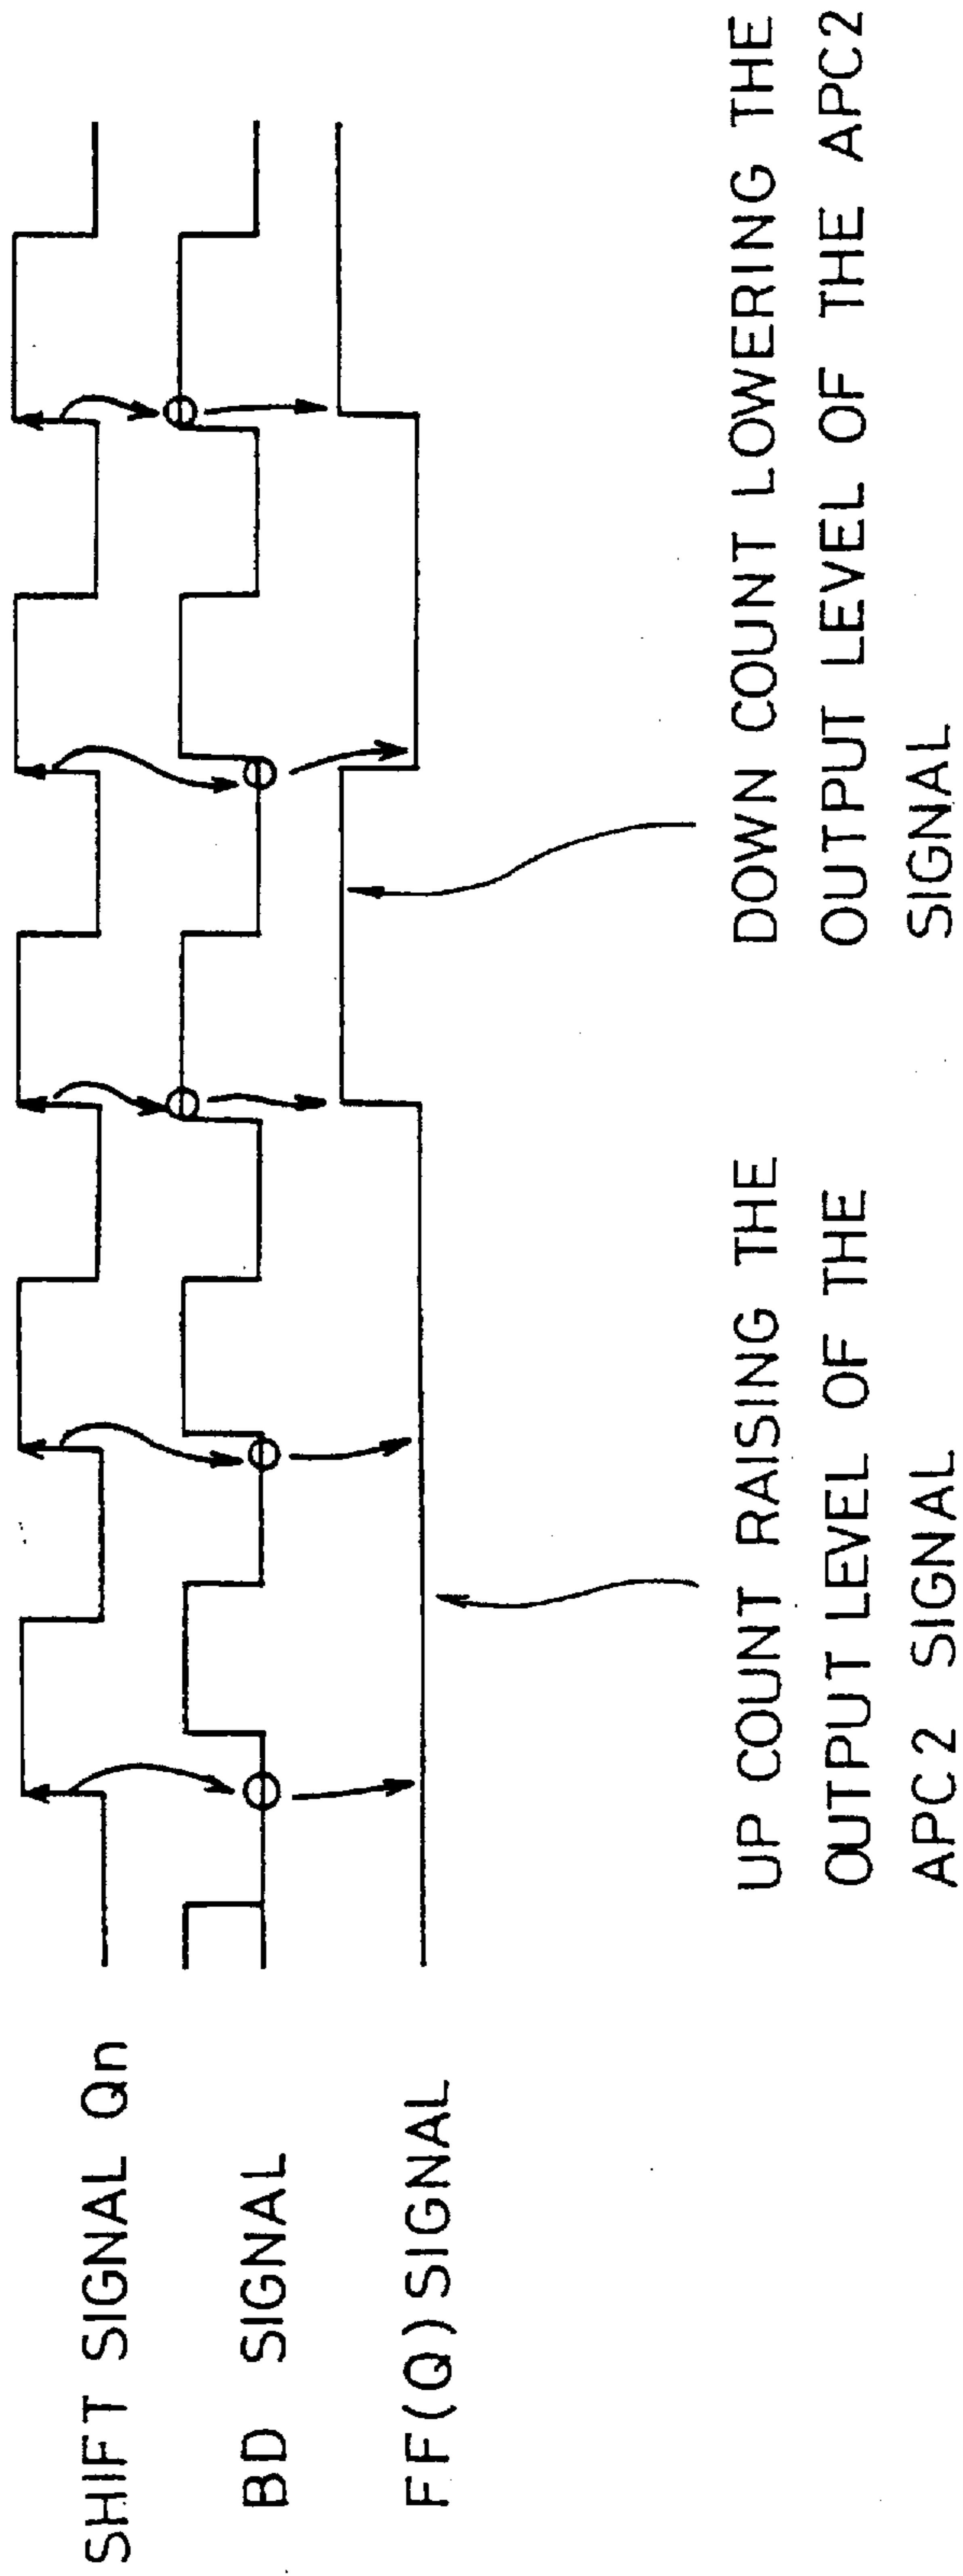 SHIFT SIGNAL Qn
BD SIGNAL
FF(Q) SIGNAL
UP COUNT RAISING THE
OUTPUT LEVEL OF THE
APC2 SIGNAL
DOWN COUNT LOWERING THE
OUTPUT LEVEL OF THE APC2
SIGNAL